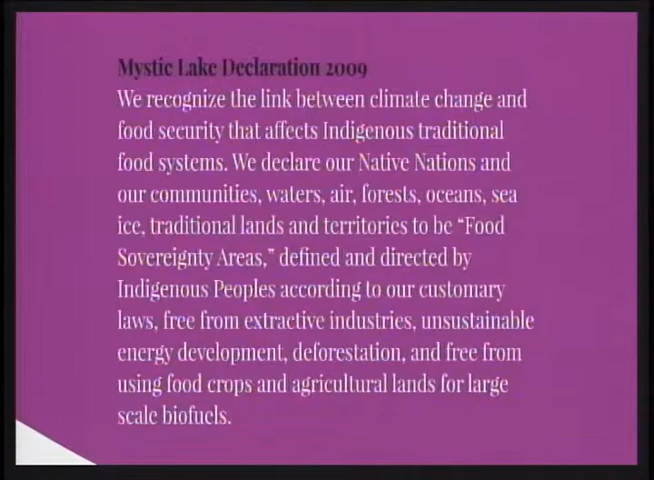 Mystic Lake Declaration 2009
We recognize the link between climate change and
food security that affects Indigenous traditional
food systems. We declare our Native Nations and
our communities, waters, air, forests, oceans, sea
ice, traditional lands and territories to be “Food
Sovereignty Areas,” defined and directed by
Indigenous Peoples according to our customary
laws, free from extractive industries, unsustainable
energy development, deforestation, and free from
using food crops and agricultural lands for large
scale biofuels.